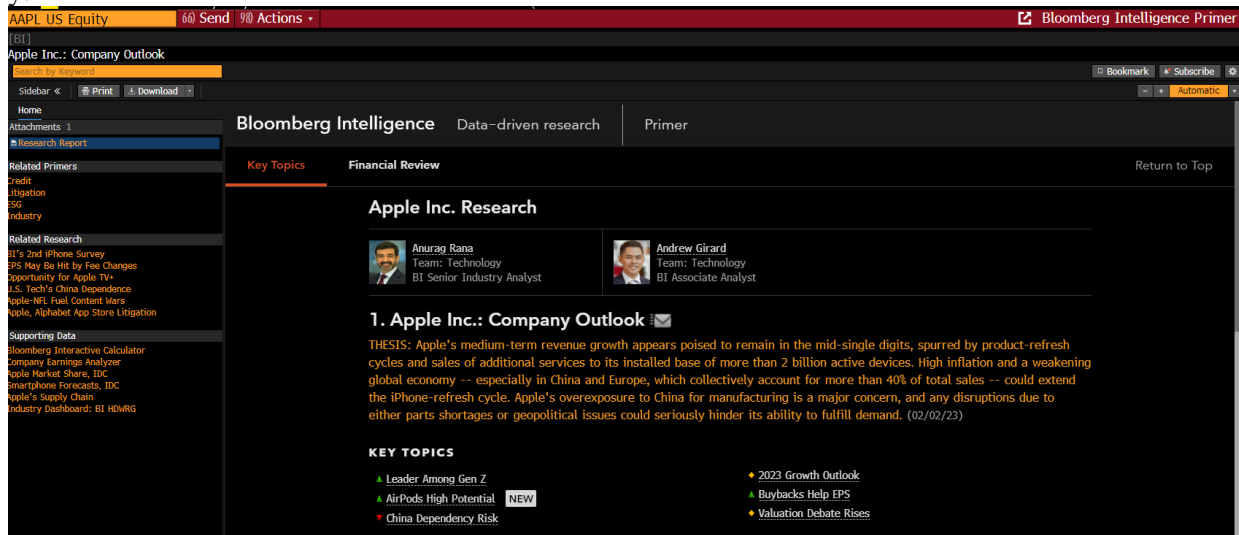 AAPL US Equity 66) Send 98) Actions Bloomberg Intelligence Primer
[BI]
Apple Inc.: Company Outlook
Search by Keyword Bookmark Subscribe
Sidebar « Print Download - + Automatic
Home
Attachments 1
Research Report
Related Primers
Credit
Litigation
ESG
Industry
Related Research
BI's 2nd iPhone Survey
EPS May Be Hit by Fee Changes
Opportunity for Apple TV+
U.S. Tech's China Dependence
Apple-NFL Fuel Content Wars
Apple, Alphabet App Store Litigation
Supporting Data
Bloomberg Interactive Calculator
Company Earnings Analyzer
Apple Market Share, IDC
Smartphone Forecasts, IDC
Apple's Supply Chain
Industry Dashboard: BI HDWRG
Bloomberg Intelligence Data-driven research Primer
Key Topics Financial Review Return to Top
Apple Inc. Research
Anurag Rana
Team: Technology
BI Senior Industry Analyst
Andrew Girard
Team: Technology
BI Associate Analyst
1. Apple Inc.: Company Outlook
THESIS: Apple's medium-term revenue growth appears poised to remain in the mid-single digits, spurred by product-refresh
cycles and sales of additional services to its installed base of more than 2 billion active devices. High inflation and a weakening
global economy -- especially in China and Europe, which collectively account for more than 40% of total sales -- could extend
the iPhone-refresh cycle. Apple's overexposure to China for manufacturing is a major concern, and any disruptions due to
either parts shortages or geopolitical issues could seriously hinder its ability to fulfill demand. (02/02/23)
KEY TOPICS
Leader Among Gen Z
AirPods High Potential NEW
China Dependency Risk
2023 Growth Outlook
Buybacks Help EPS
Valuation Debate Rises